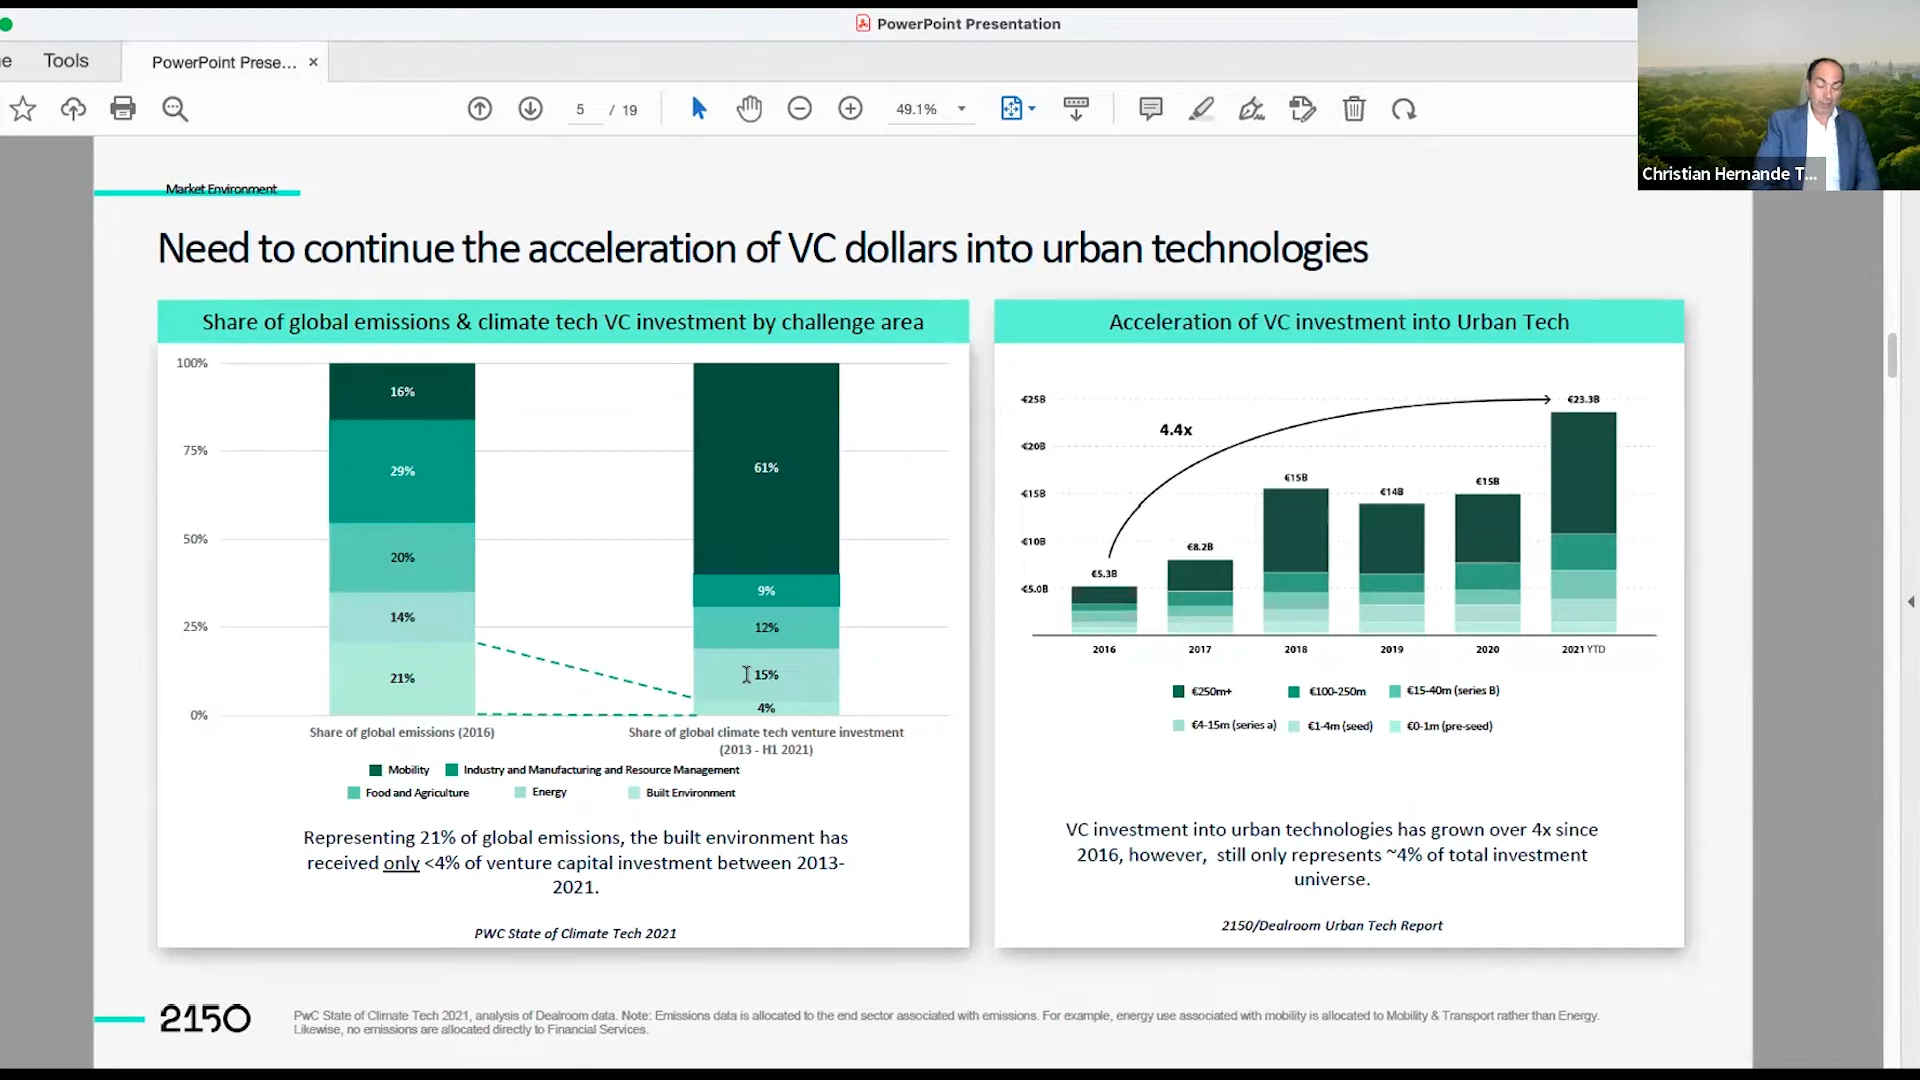 PowerPoint Presentation
e
Tools
PowerPoint Prese...
5 / 19
49.1%
Christian Hernande T...
Market Environment
Need to continue the acceleration of VC dollars into urban technologies
Share of global emissions & climate tech VC investment by challenge area
100%
75%
50%
25%
0%
16%
29%
20%
14%
21%
61%
9%
12%
15%
4%
Share of global emissions (2016)
Share of global climate tech venture investment
(2013 - H1 2021)
Mobility
Industry and Manufacturing and Resource Management
Food and Agriculture
Energy
Built Environment
Representing 21% of global emissions, the built environment has
received only <4% of venture capital investment between 2013-
2021.
PWC State of Climate Tech 2021
Acceleration of VC investment into Urban Tech
€25B
€20B
€15B
€10B
€5.0B
4.4x
€5.3B
€8.2B
€15B
€14B
€15B
€23.3B
2016
2017
2018
2019
2020
2021 YTD
€250m+
€100-250m
€15-40m (series B)
€4-15m (series a)
€1-4m (seed)
€0-1m (pre-seed)
VC investment into urban technologies has grown over 4x since
2016, however, still only represents ~4% of total investment
universe.
2150/Dealroom Urban Tech Report
2150
PwC State of Climate Tech 2021, analysis of Dealroom data. Note: Emissions data is allocated to the end sector associated with emissions. For example, energy use associated with mobility is allocated to Mobility & Transport rather than Energy.
Likewise, no emissions are allocated directly to Financial Services.